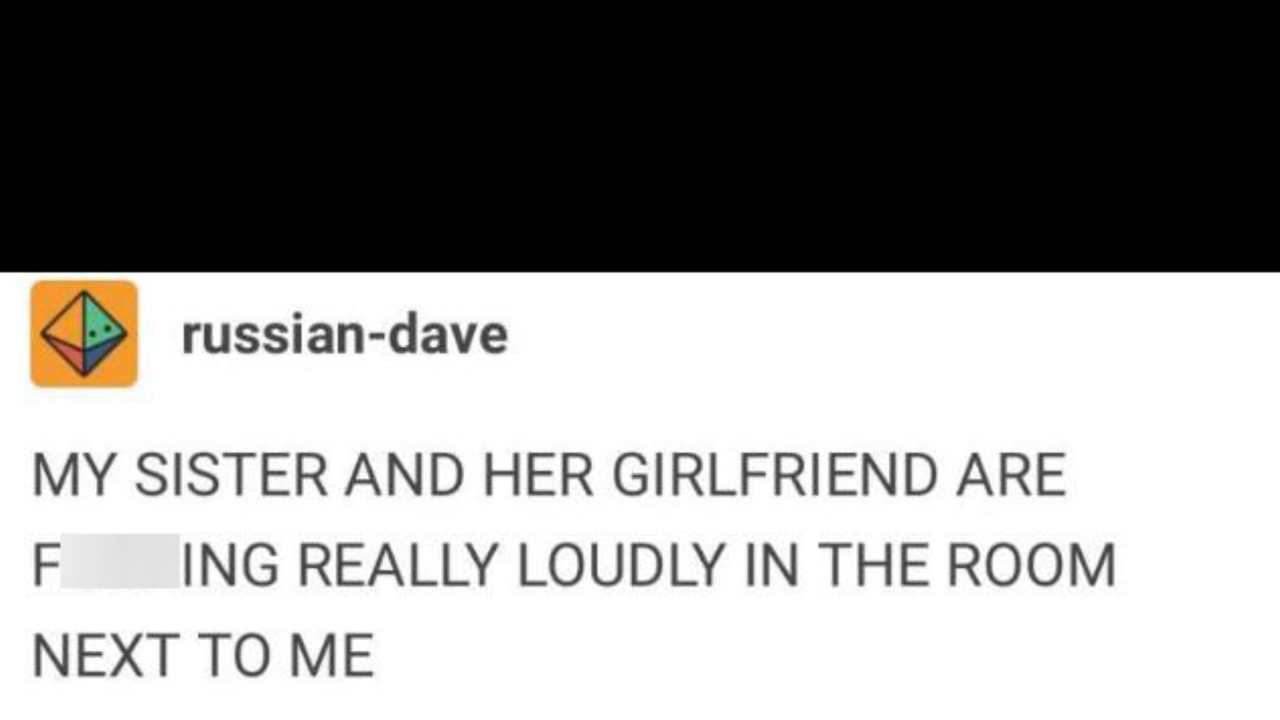 russian-dave
MY SISTER AND HER GIRLFRIEND ARE
F ING REALLY LOUDLY IN THE ROOM
NEXT TO ME